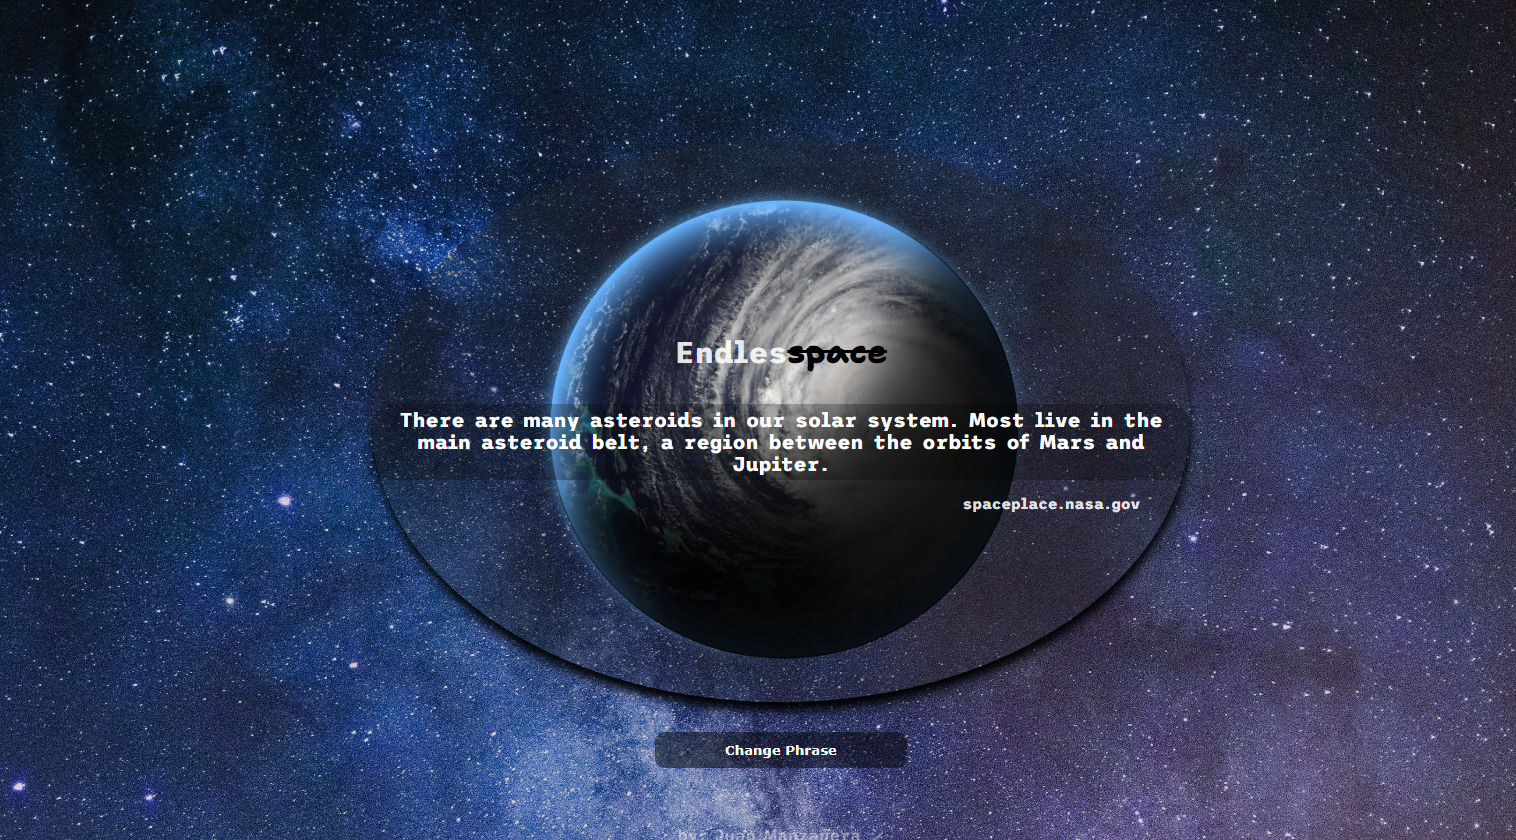 Endlesspace
There are many asteroids in our solar system. Most live in the
main asteroid belt, a region between the orbits of Mars and
Jupiter.
spaceplace.nasa.gov
Change Phrase
by: Juan Manzanera